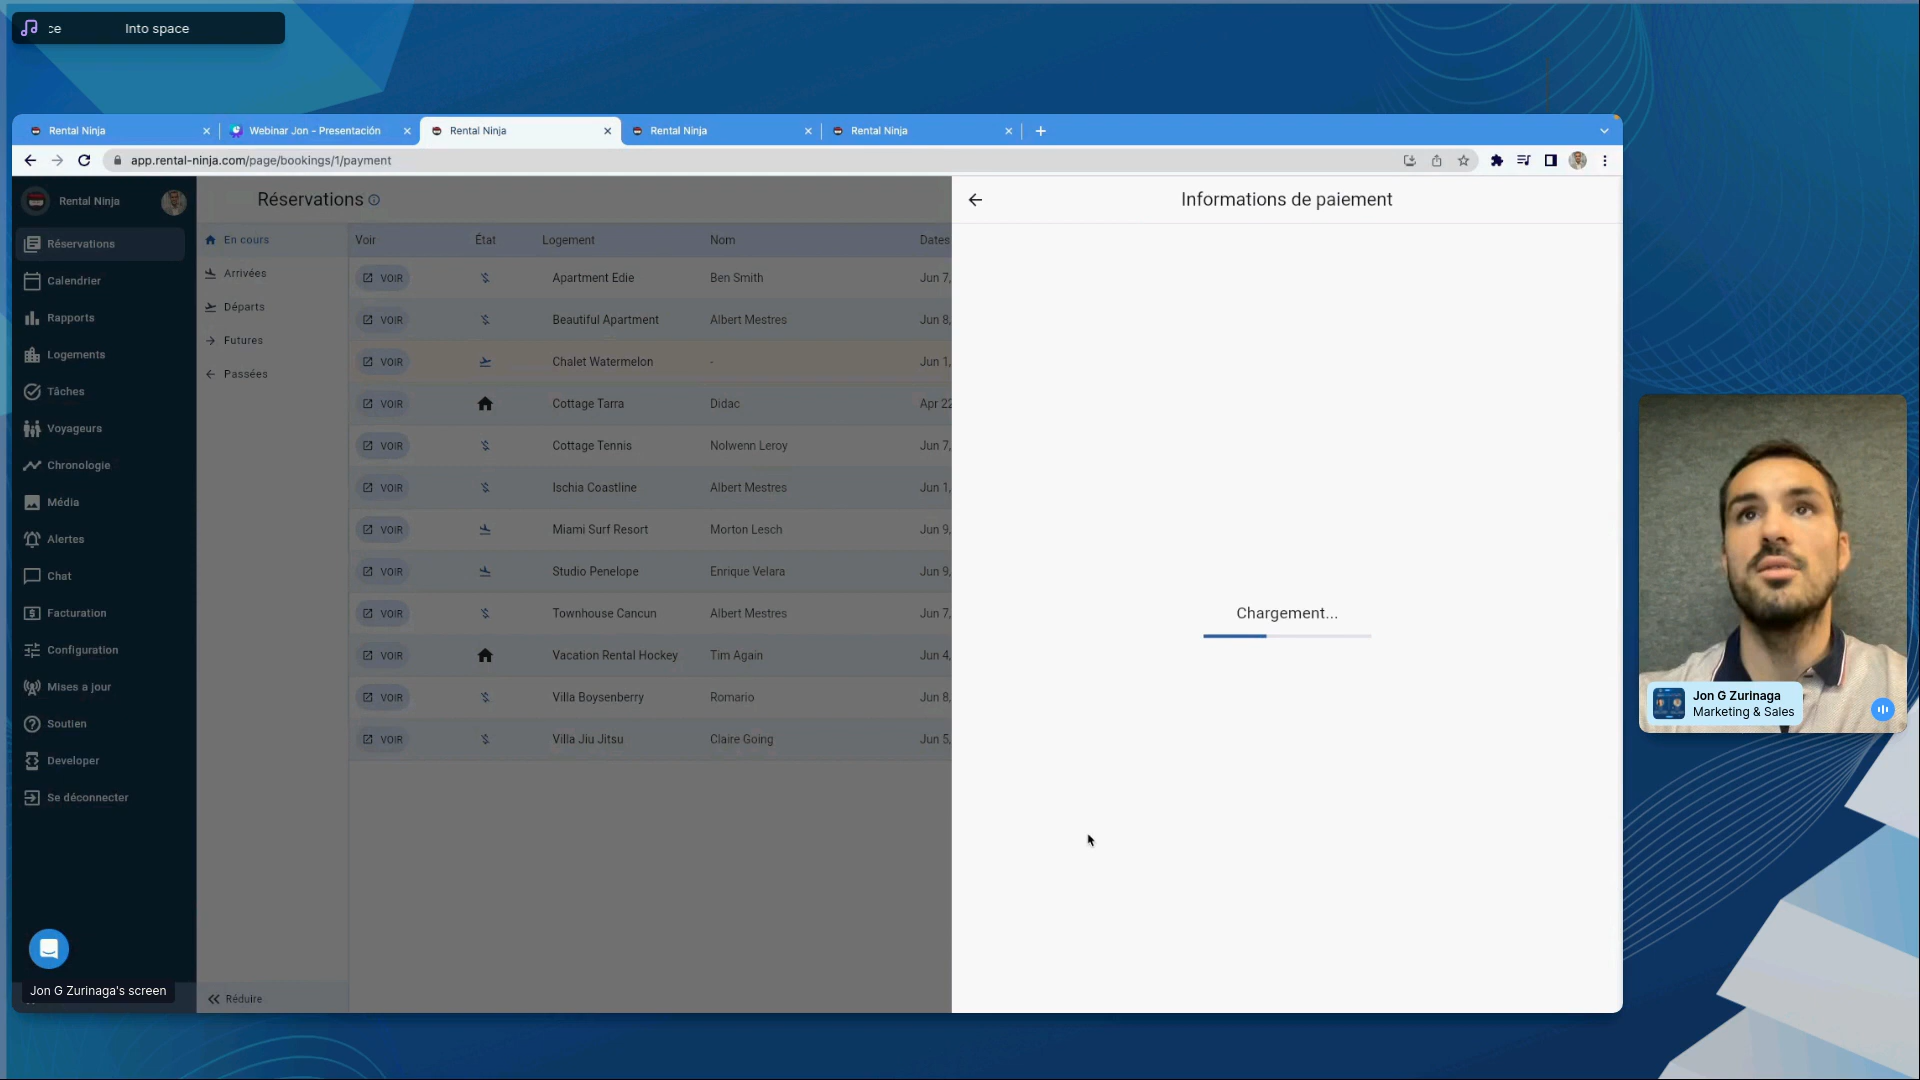 ce Into space
Rental Ninja
Webinar Jon - Presentación
Rental Ninja
Rental Ninja
Rental Ninja
app.rental-ninja.com/page/bookings/1/payment
Rental Ninja
Réservations
Calendrier
Rapports
Logements
Tâches
Voyageurs
Chronologie
Média
Alertes
Chat
Facturation
Configuration
Mises a jour
Soutien
Developer
Se déconnecter
Jon G Zurinaga's screen
Réservations
En cours
Arrivées
Départs
Futures
Passées
Réduire
Voir État Logement Nom Dates
VOIR Apartment Edie Ben Smith Jun 7,
VOIR Beautiful Apartment Albert Mestres Jun 8,
VOIR Chalet Watermelon - Jun 1,
VOIR Cottage Tarra Didac Apr 22
VOIR Cottage Tennis Nolwenn Leroy Jun 7,
VOIR Ischia Coastline Albert Mestres Jun 1,
VOIR Miami Surf Resort Morton Lesch Jun 9,
VOIR Studio Penelope Enrique Velara Jun 9,
VOIR Townhouse Cancun Albert Mestres Jun 7,
VOIR Vacation Rental Hockey Tim Again Jun 4,
VOIR Villa Boysenberry Romario Jun 8,
VOIR Villa Jiu Jitsu Claire Going Jun 5,
Informations de paiement
Chargement...
Jon G Zurinaga
Marketing & Sales